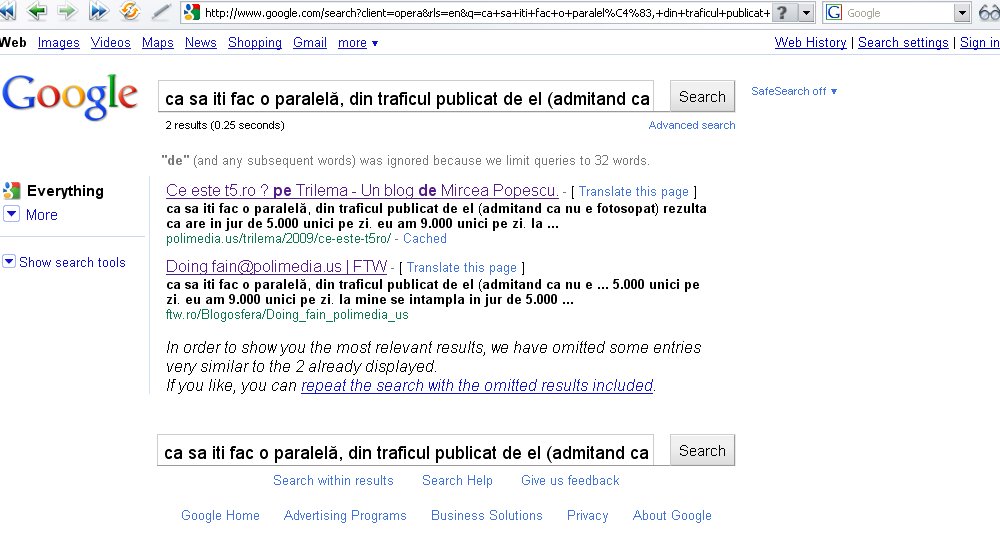 http://www.google.com/search?client=opera&rls=en&q=ca+sa+iti+fac+o+paralel%C4%83,+din+traficul+publicat+ ? Google
Web Images Videos Maps News Shopping Gmail more ▼ Web History | Search settings | Sign in
Google
ca sa iti fac o paralelă, din traficul publicat de el (admitand ca Search SafeSearch off ▼
2 results (0.25 seconds) Advanced search
"de" (and any subsequent words) was ignored because we limit queries to 32 words.
Everything
More
Show search tools
Ce este t5.ro ? pe Trilema - Un blog de Mircea Popescu. - [ Translate this page ]
ca sa iti fac o paralelă, din traficul publicat de el (admitand ca nu e fotosopat) rezulta
ca are in jur de 5.000 unici pe zi. eu am 9.000 unici pe zi. la ...
polimedia.us/trilema/2009/ce-este-t5ro/ - Cached
Doing fain@polimedia.us | FTW - [ Translate this page ]
ca sa iti fac o paralelă, din traficul publicat de el (admitand ca nu e ... 5.000 unici pe
zi. eu am 9.000 unici pe zi. la mine se intampla in jur de 5.000 ...
ftw.ro/Blogosfera/Doing_fain_polimedia_us
In order to show you the most relevant results, we have omitted some entries
very similar to the 2 already displayed.
If you like, you can repeat the search with the omitted results included.
ca sa iti fac o paralelă, din traficul publicat de el (admitand ca Search
Search within results Search Help Give us feedback
Google Home Advertising Programs Business Solutions Privacy About Google